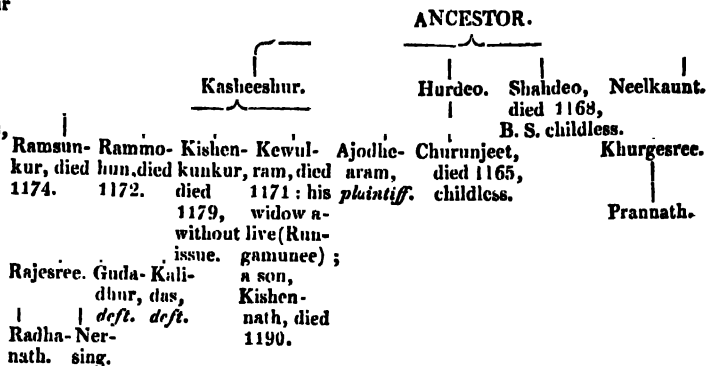 ANCESTOR.
Kasheeshur. Hurdeo. Shahdeo, Neelkaunt.
died 1168,
B. S. childless.
Ramsun- Rammo- Kishen- Kewul- Ajodhe- Churunjeet, Khurgesree.
kur, died hun, died kunkur, ram, died aram, died 1165,
1174. 1172. died 1171: his plaintiff. childless.
1179, widow a- Prannath.
without live (Run-
issue. gamunee);
Rajesree. Guda- Kali- a son,
dhur, das, Kishen-
deft. deft. nath, died
Radha- Ner- 1190.
nath. sing.